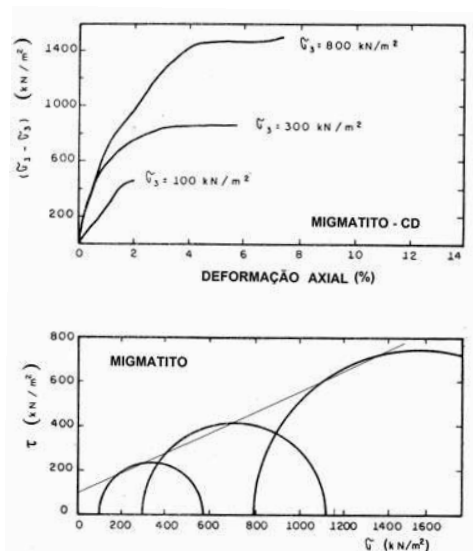 1400
1000
600
200
(σ₁ - σ₃) (kN/m²)
σ₃ = 800 kN/m²
σ₃ = 300 kN/m²
σ₃ = 100 kN/m²
MIGMATITO - CD
0 2 4 6 8 10 12 14
DEFORMAÇÃO AXIAL (%)
800
600
400
200
0
τ (kN/m²)
MIGMATITO
0 200 400 600 800 1000 1200 1400 1600
σ (kN/m²)